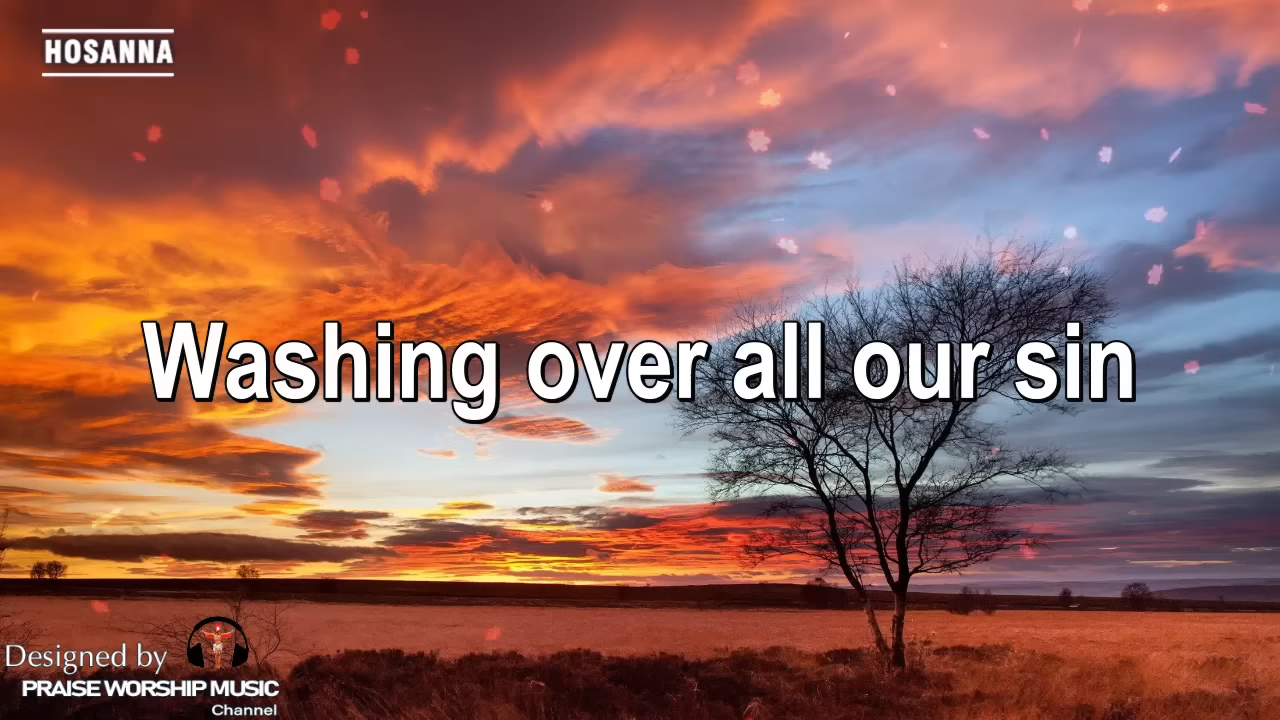 HOSANNA
Washing over all our sin
Designed by
PRAISE WORSHIP MUSIC
Channel